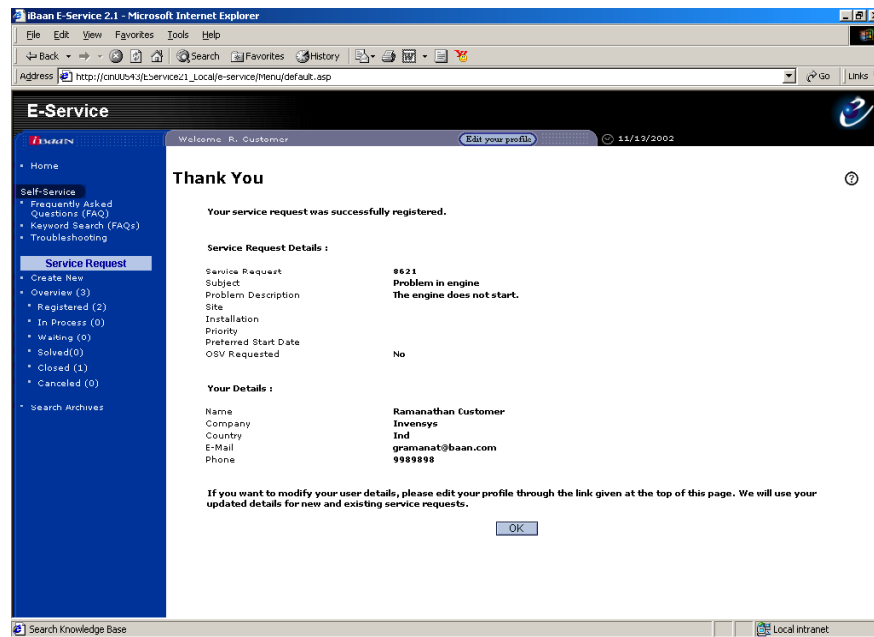 iBaan E-Service 2.1 - Microsoft Internet Explorer
File Edit View Favorites Tools Help
Back Search Favorites History
Address http://cin00543/EService21_Local/e-service/Menu/default.asp Go Links
E-Service
iBaan Welcome R. Customer Edit your profile 11/13/2002
Home
Self-Service
Frequently Asked
Questions (FAQ)
Keyword Search (FAQs)
Troubleshooting
Service Request
Create New
Overview (3)
Registered (2)
In Process (0)
Waiting (0)
Solved(0)
Closed (1)
Canceled (0)
Search Archives
Thank You
Your service request was successfully registered.
Service Request Details :
Service Request 8621
Subject Problem in engine
Problem Description The engine does not start.
Site
Installation
Priority
Preferred Start Date
OSV Requested No
Your Details :
Name Ramanathan Customer
Company Invensys
Country Ind
E-Mail gramanat@baan.com
Phone 9989898
If you want to modify your user details, please edit your profile through the link given at the top of this page. We will use your
updated details for new and existing service requests.
OK
Search Knowledge Base Local intranet